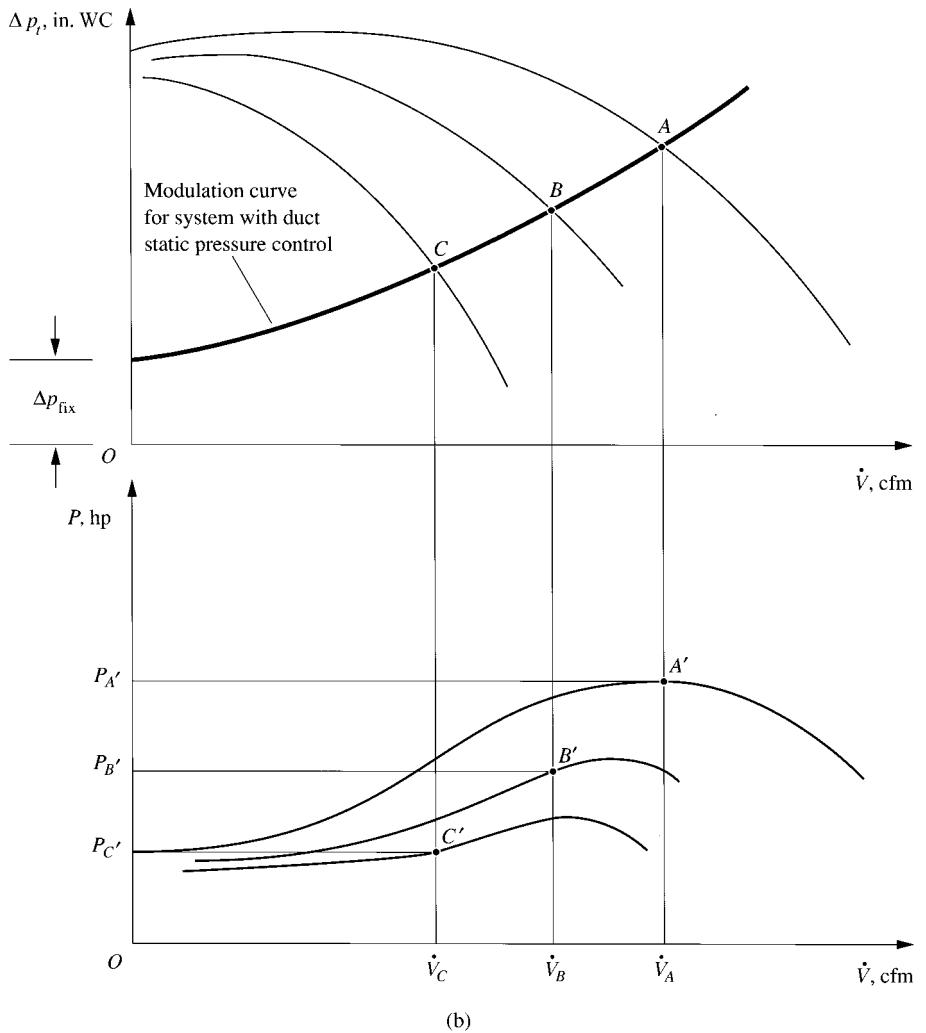 Δp_t, in. WC
A
B
Modulation curve
for system with duct
static pressure control
C
Δp_fix
O
V̇, cfm
P, hp
P_A′
A′
P_B′
B′
P_C′
C′
O
V̇_C
V̇_B
V̇_A
V̇, cfm
(b)